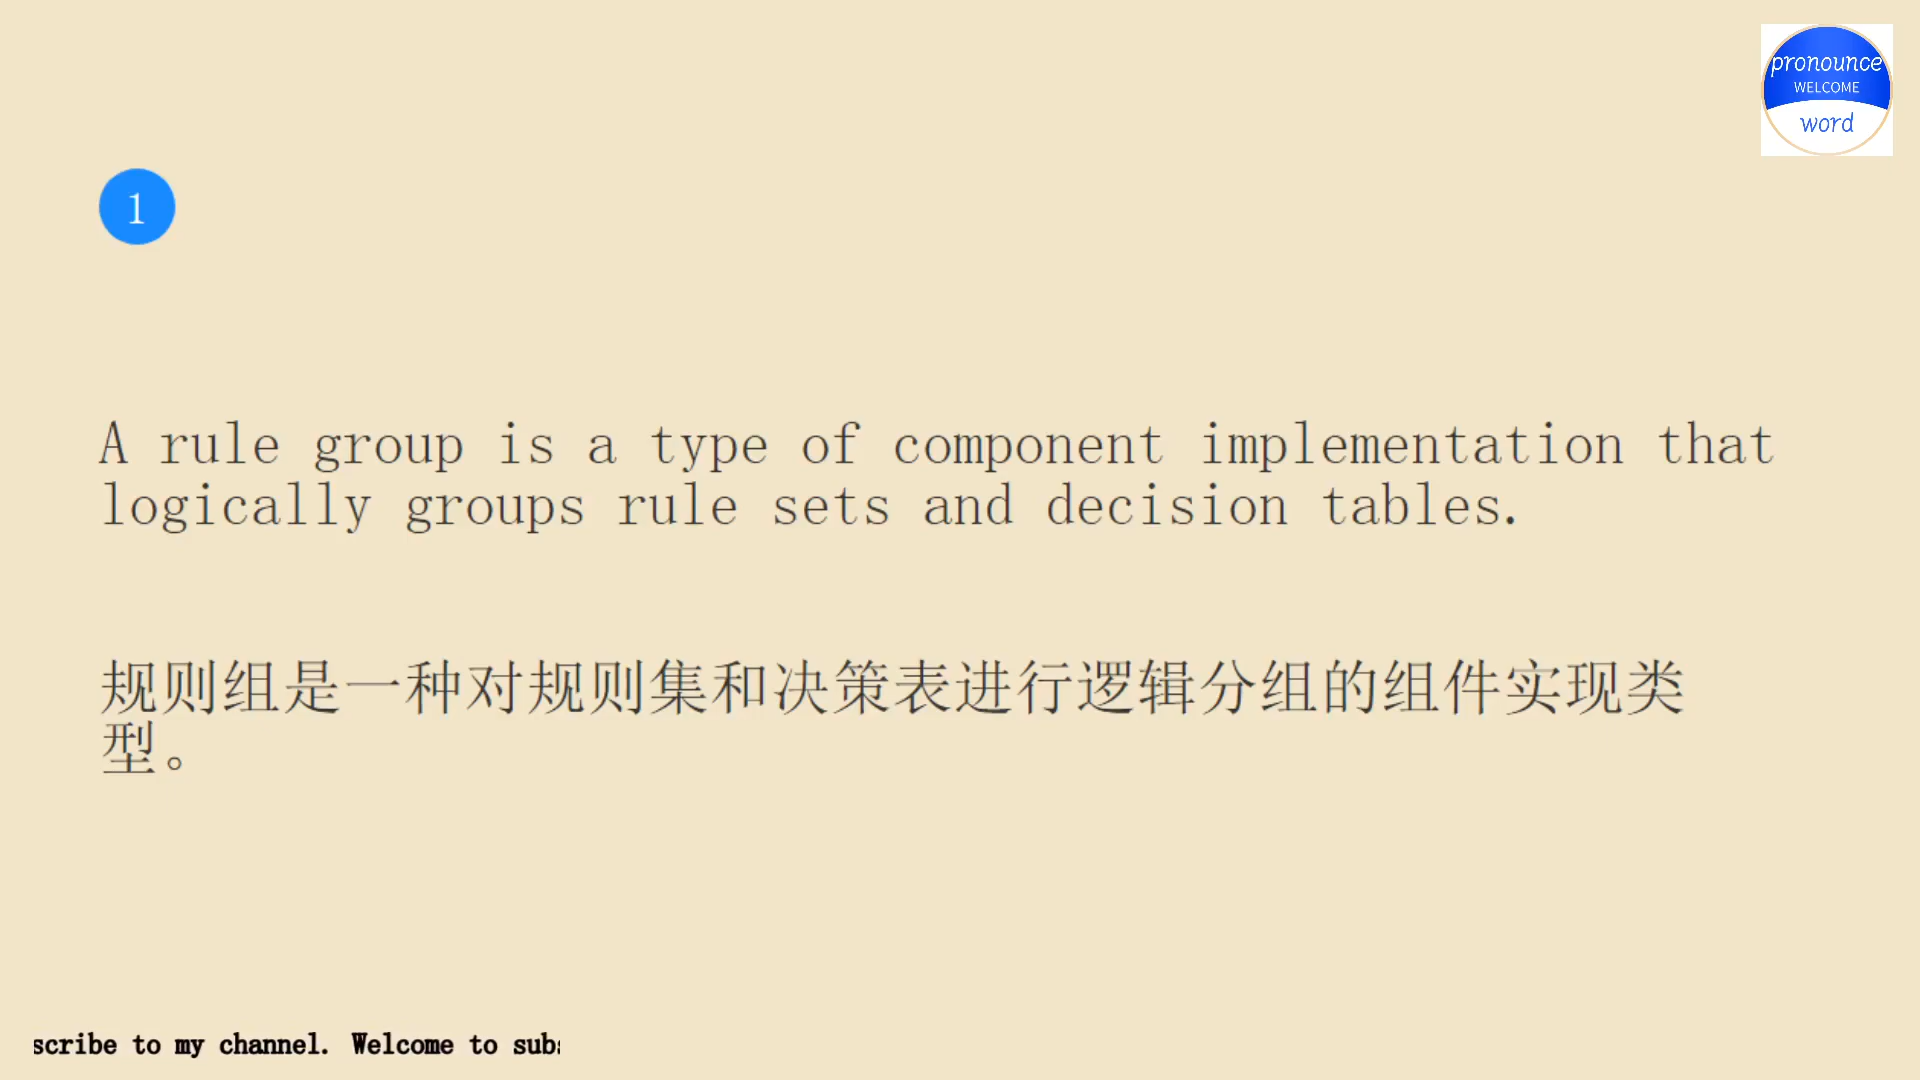 pronounce
WELCOME
word
1
A rule group is a type of component implementation that
logically groups rule sets and decision tables.
规则组是一种对规则集和决策表进行逻辑分组的组件实现类
型。
scribe to my channel. Welcome to subs